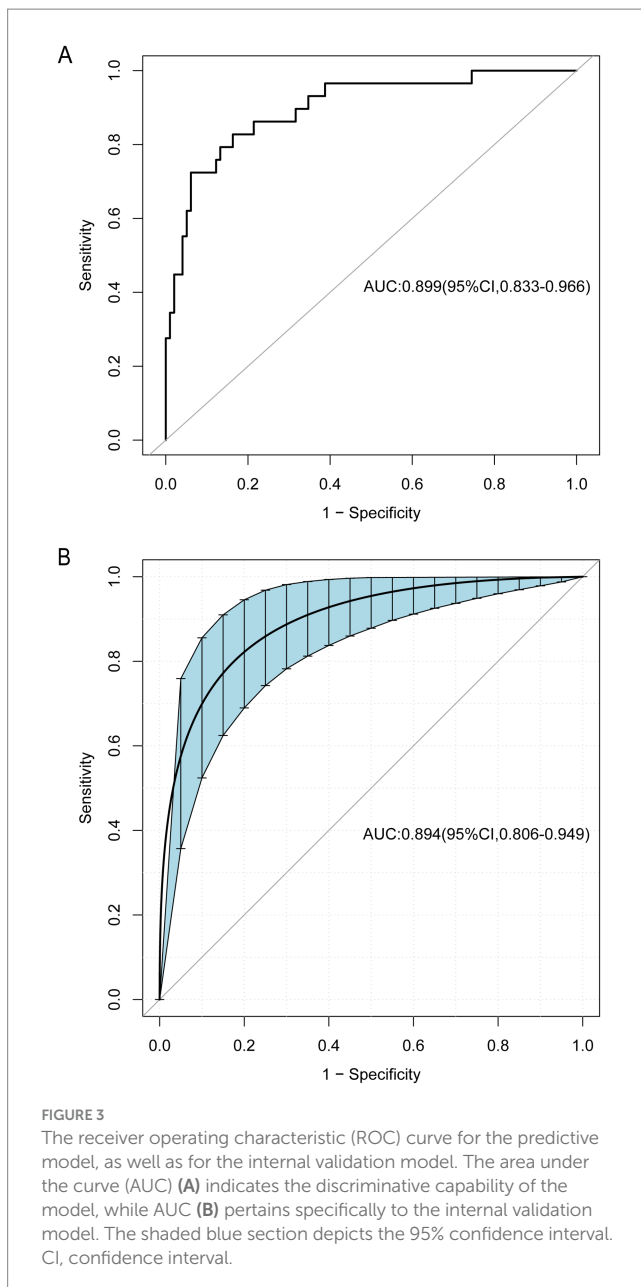 A
1.0
0.8
0.6
0.4
0.2
0.0
Sensitivity
AUC:0.899(95%CI,0.833-0.966)
0.0 0.2 0.4 0.6 0.8 1.0
1 − Specificity
B
1.0
0.8
0.6
0.4
0.2
0.0
Sensitivity
AUC:0.894(95%CI,0.806-0.949)
0.0 0.2 0.4 0.6 0.8 1.0
1 − Specificity
FIGURE 3
The receiver operating characteristic (ROC) curve for the predictive
model, as well as for the internal validation model. The area under
the curve (AUC) (A) indicates the discriminative capability of the
model, while AUC (B) pertains specifically to the internal validation
model. The shaded blue section depicts the 95% confidence interval.
CI, confidence interval.